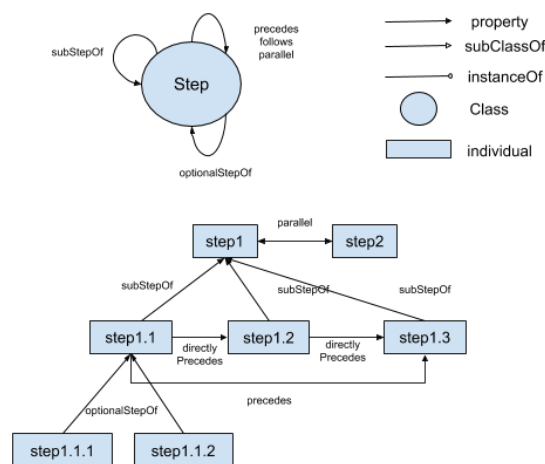 precedes
follows
parallel
subStepOf
Step
optionalStepOf
property
subClassOf
instanceOf
Class
individual
parallel
step1
step2
subStepOf
subStepOf
subStepOf
step1.1
step1.2
step1.3
directly
Precedes
directly
Precedes
precedes
optionalStepOf
step1.1.1
step1.1.2